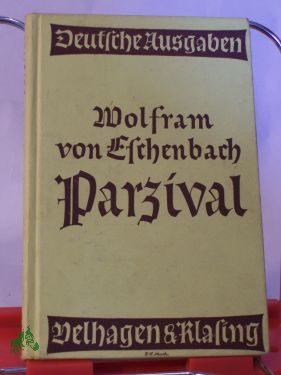 Deutsche Ausgaben
Wolfram
von Eschenbach
Parzival
Velhagen & Klasing